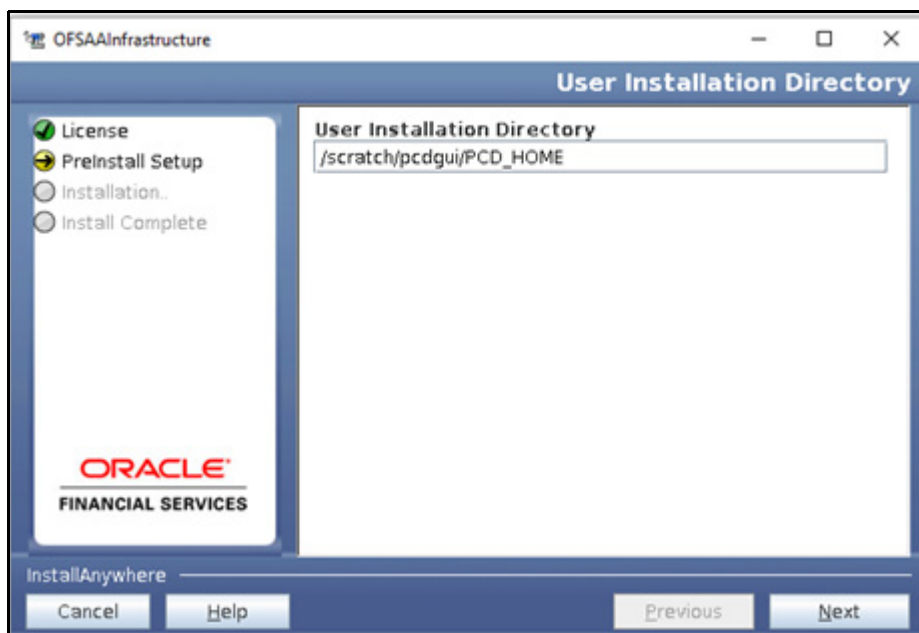 OFSAAInfrastructure
User Installation Directory
License
PreInstall Setup
Installation..
Install Complete
User Installation Directory
/scratch/pcdgui/PCD_HOME
ORACLE
FINANCIAL SERVICES
InstallAnywhere
Cancel
Help
Previous
Next